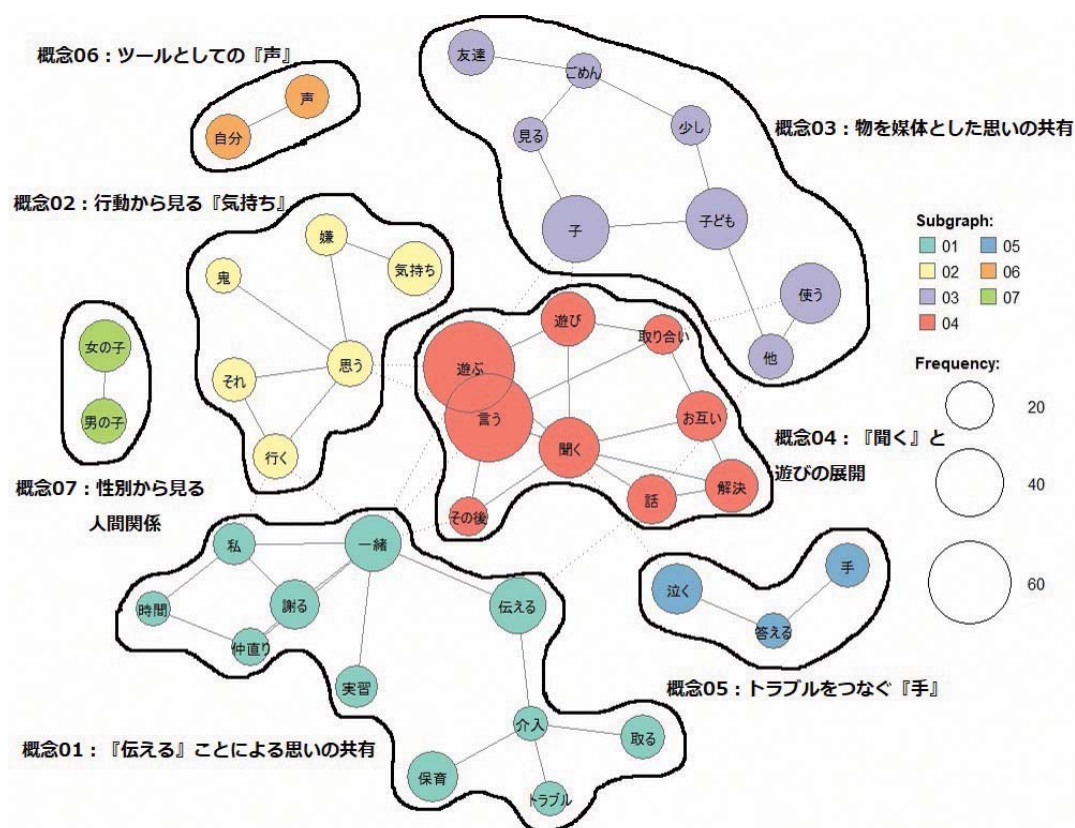 概念06:ツールとしての『声』
声
自分
友達
ごめん
見る
少し
子
子ども
使う
他
概念03:物を媒体とした思いの共有
概念02:行動から見る『気持ち』
嫌
気持ち
鬼
思う
それ
行く
女の子
男の子
概念07:性別から見る
人間関係
遊ぶ
言う
遊び
取り合い
お互い
聞く
話
解決
その後
概念04:『聞く』と
遊びの展開
Subgraph:
01
05
02
06
03
07
04
Frequency:
20
40
60
私
一緒
時間
謝る
仲直り
伝える
実習
介入
取る
保育
トラブル
概念01:『伝える』ことによる思いの共有
泣く
手
答える
概念05:トラブルをつなぐ『手』